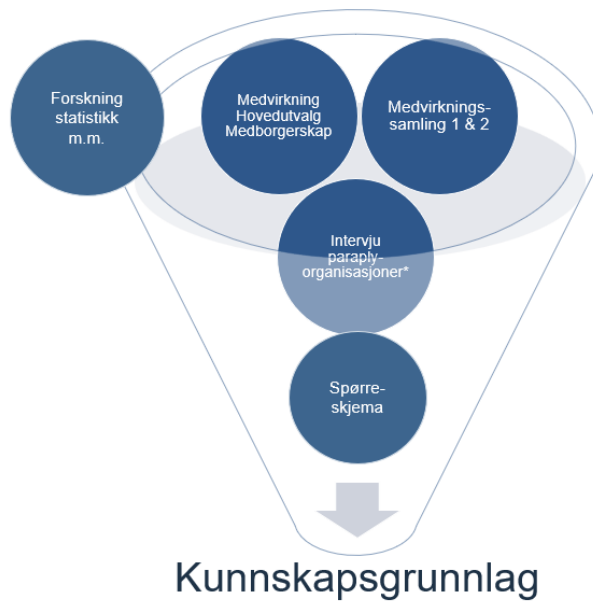 Forskning
statistikk
m.m.
Medvirkning
Hovedutvalg
Medborgerskap
Medvirknings-
samling 1 & 2
Intervju
paraply-
organisasjoner*
Spørre-
skjema
Kunnskapsgrunnlag